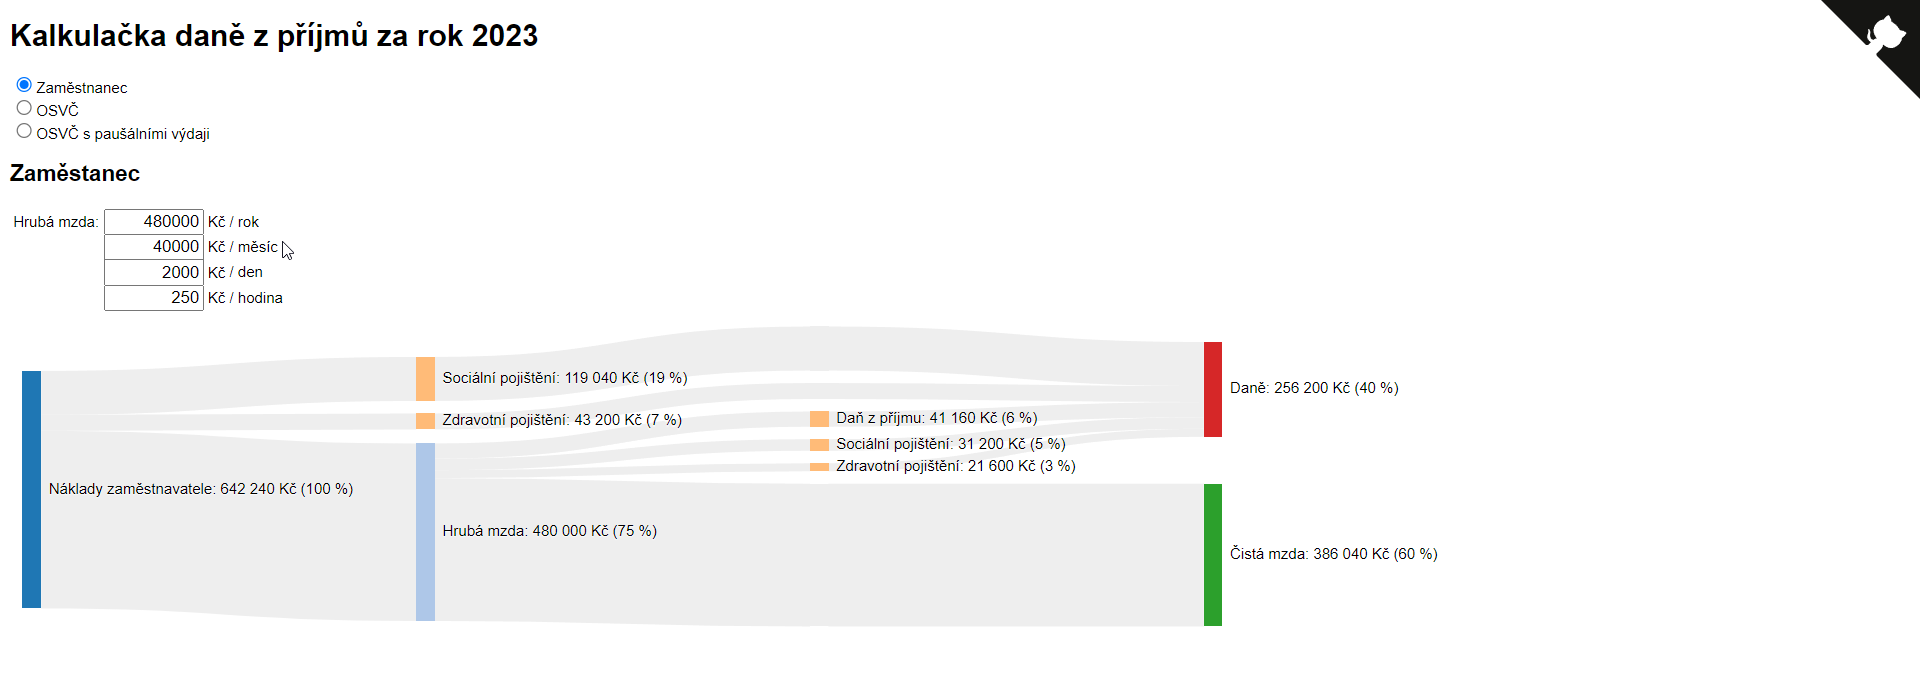 Kalkulačka daně z příjmů za rok 2023
Zaměstnanec
OSVČ
OSVČ s paušálními výdaji
Zaměstanec
Hrubá mzda: 480000 Kč / rok
40000 Kč / měsíc
2000 Kč / den
250 Kč / hodina
Sociální pojištění: 119 040 Kč (19 %)
Daně: 256 200 Kč (40 %)
Zdravotní pojištění: 43 200 Kč (7 %)
Daň z příjmu: 41 160 Kč (6 %)
Sociální pojištění: 31 200 Kč (5 %)
Zdravotní pojištění: 21 600 Kč (3 %)
Náklady zaměstnavatele: 642 240 Kč (100 %)
Hrubá mzda: 480 000 Kč (75 %)
Čistá mzda: 386 040 Kč (60 %)